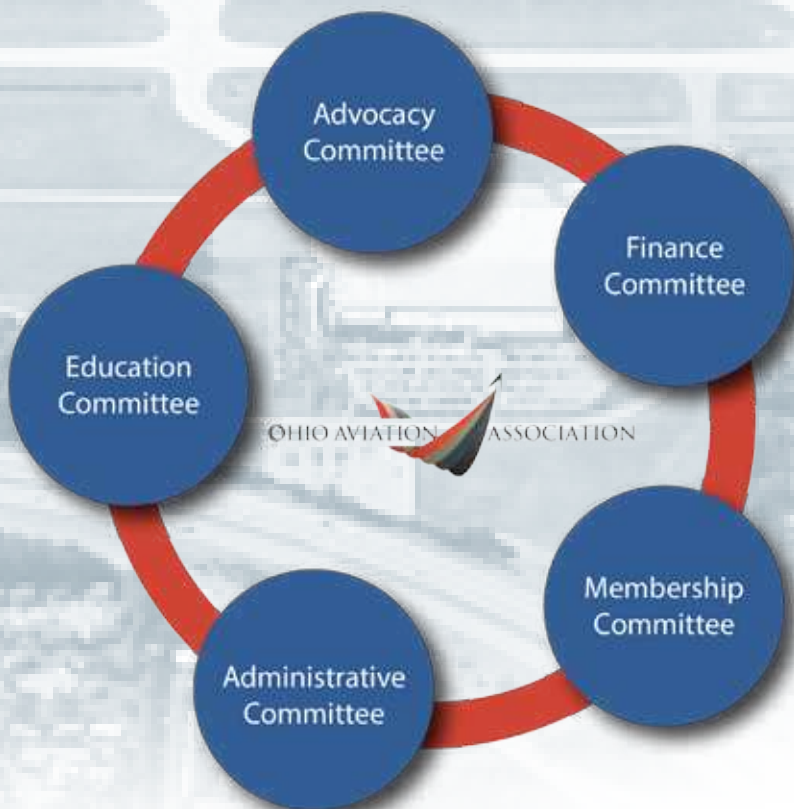 Advocacy
Committee
Finance
Committee
Education
Committee
OHIO AVIATION ASSOCIATION
Membership
Committee
Administrative
Committee